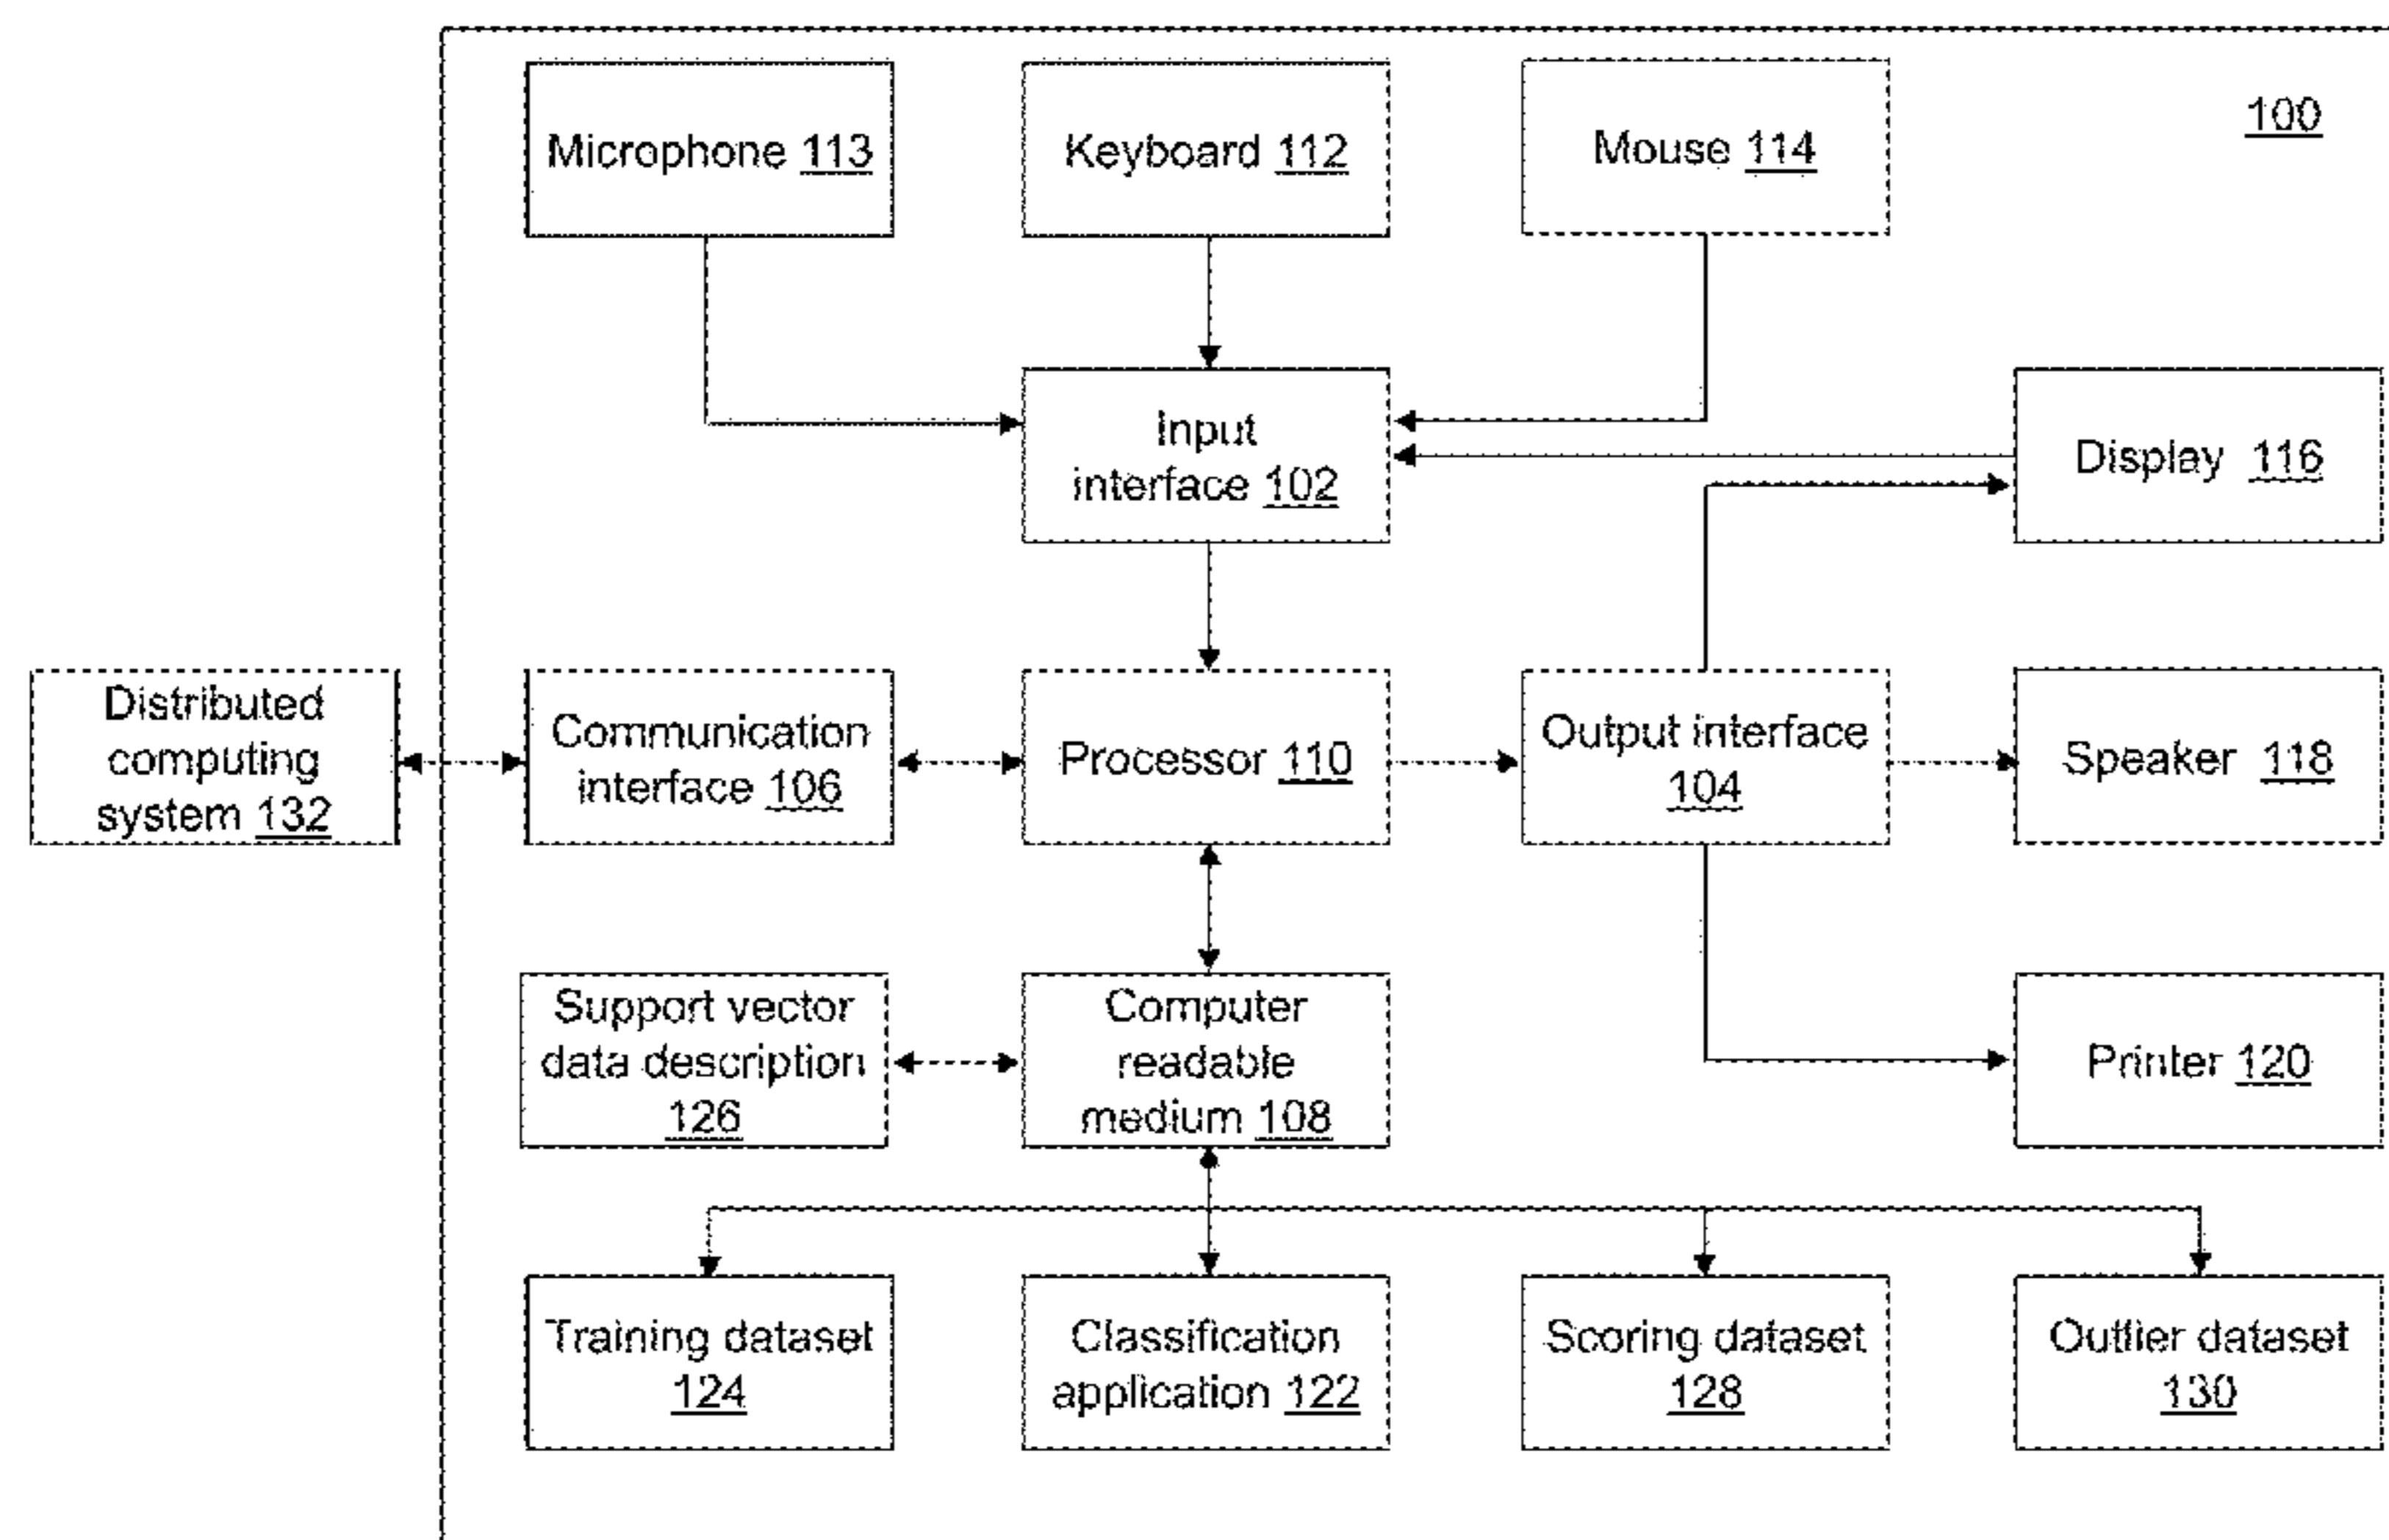 Microphone 113
Keyboard 112
Mouse 114
100
Input
interface 102
Display 116
Distributed
computing
system 132
Communication
interface 106
Processor 110
Output interface
104
Speaker 118
Support vector
data description
126
Computer
readable
medium 108
Printer 120
Training dataset
124
Classification
application 122
Scoring dataset
128
Outlier dataset
130